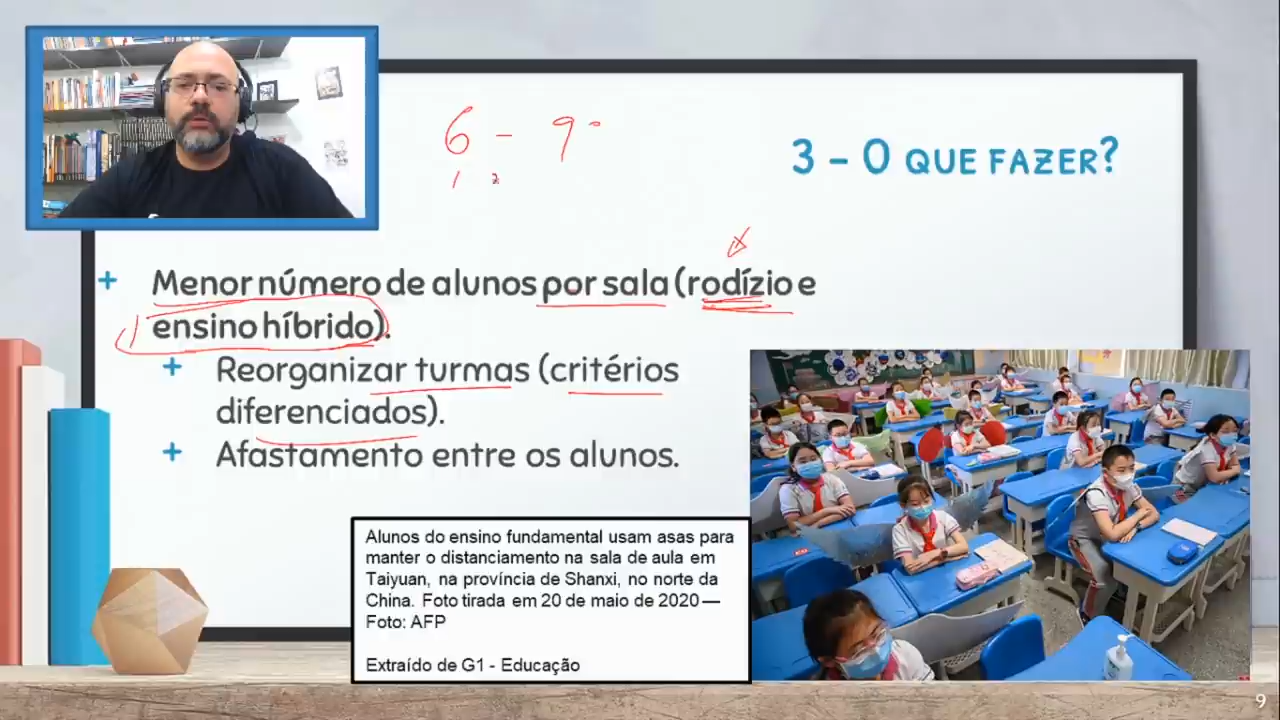 6 - 9º
1 2
3 – O QUE FAZER?
+ Menor número de alunos por sala (rodízio e
ensino híbrido).
+ Reorganizar turmas (critérios
diferenciados).
+ Afastamento entre os alunos.
Alunos do ensino fundamental usam asas para
manter o distanciamento na sala de aula em
Taiyuan, na província de Shanxi, no norte da
China. Foto tirada em 20 de maio de 2020 —
Foto: AFP
Extraído de G1 - Educação
9